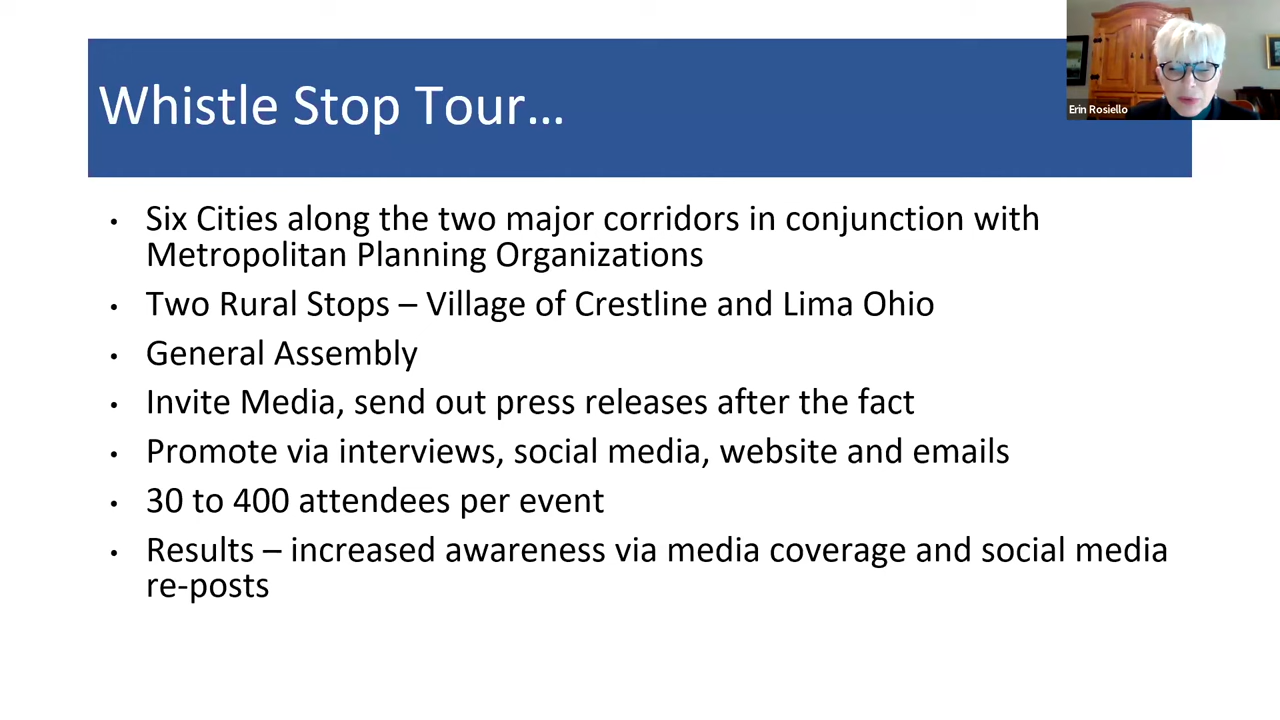 Whistle Stop Tour...
Erin Rosiello
• Six Cities along the two major corridors in conjunction with
Metropolitan Planning Organizations
• Two Rural Stops – Village of Crestline and Lima Ohio
• General Assembly
• Invite Media, send out press releases after the fact
• Promote via interviews, social media, website and emails
• 30 to 400 attendees per event
• Results – increased awareness via media coverage and social media
re-posts